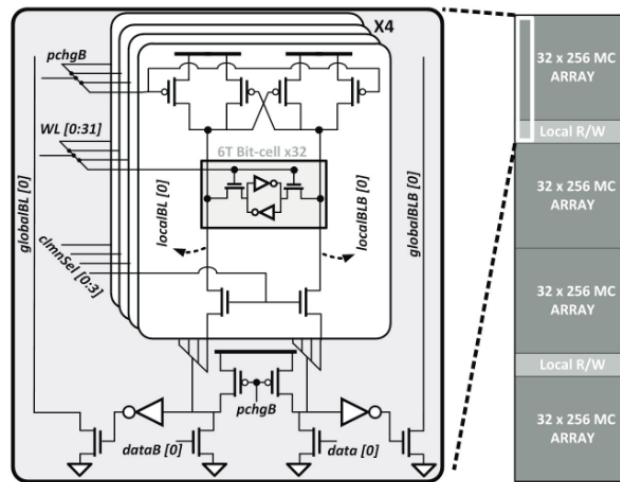 X4
pchgB
WL [0:31]
6T Bit-cell x32
globalBL [0]
localBL [0]
localBLB [0]
globalBLB [0]
clmnSel [0:3]
pchgB
dataB [0]
data [0]
32 x 256 MC
ARRAY
Local R/W
32 x 256 MC
ARRAY
32 x 256 MC
ARRAY
Local R/W
32 x 256 MC
ARRAY